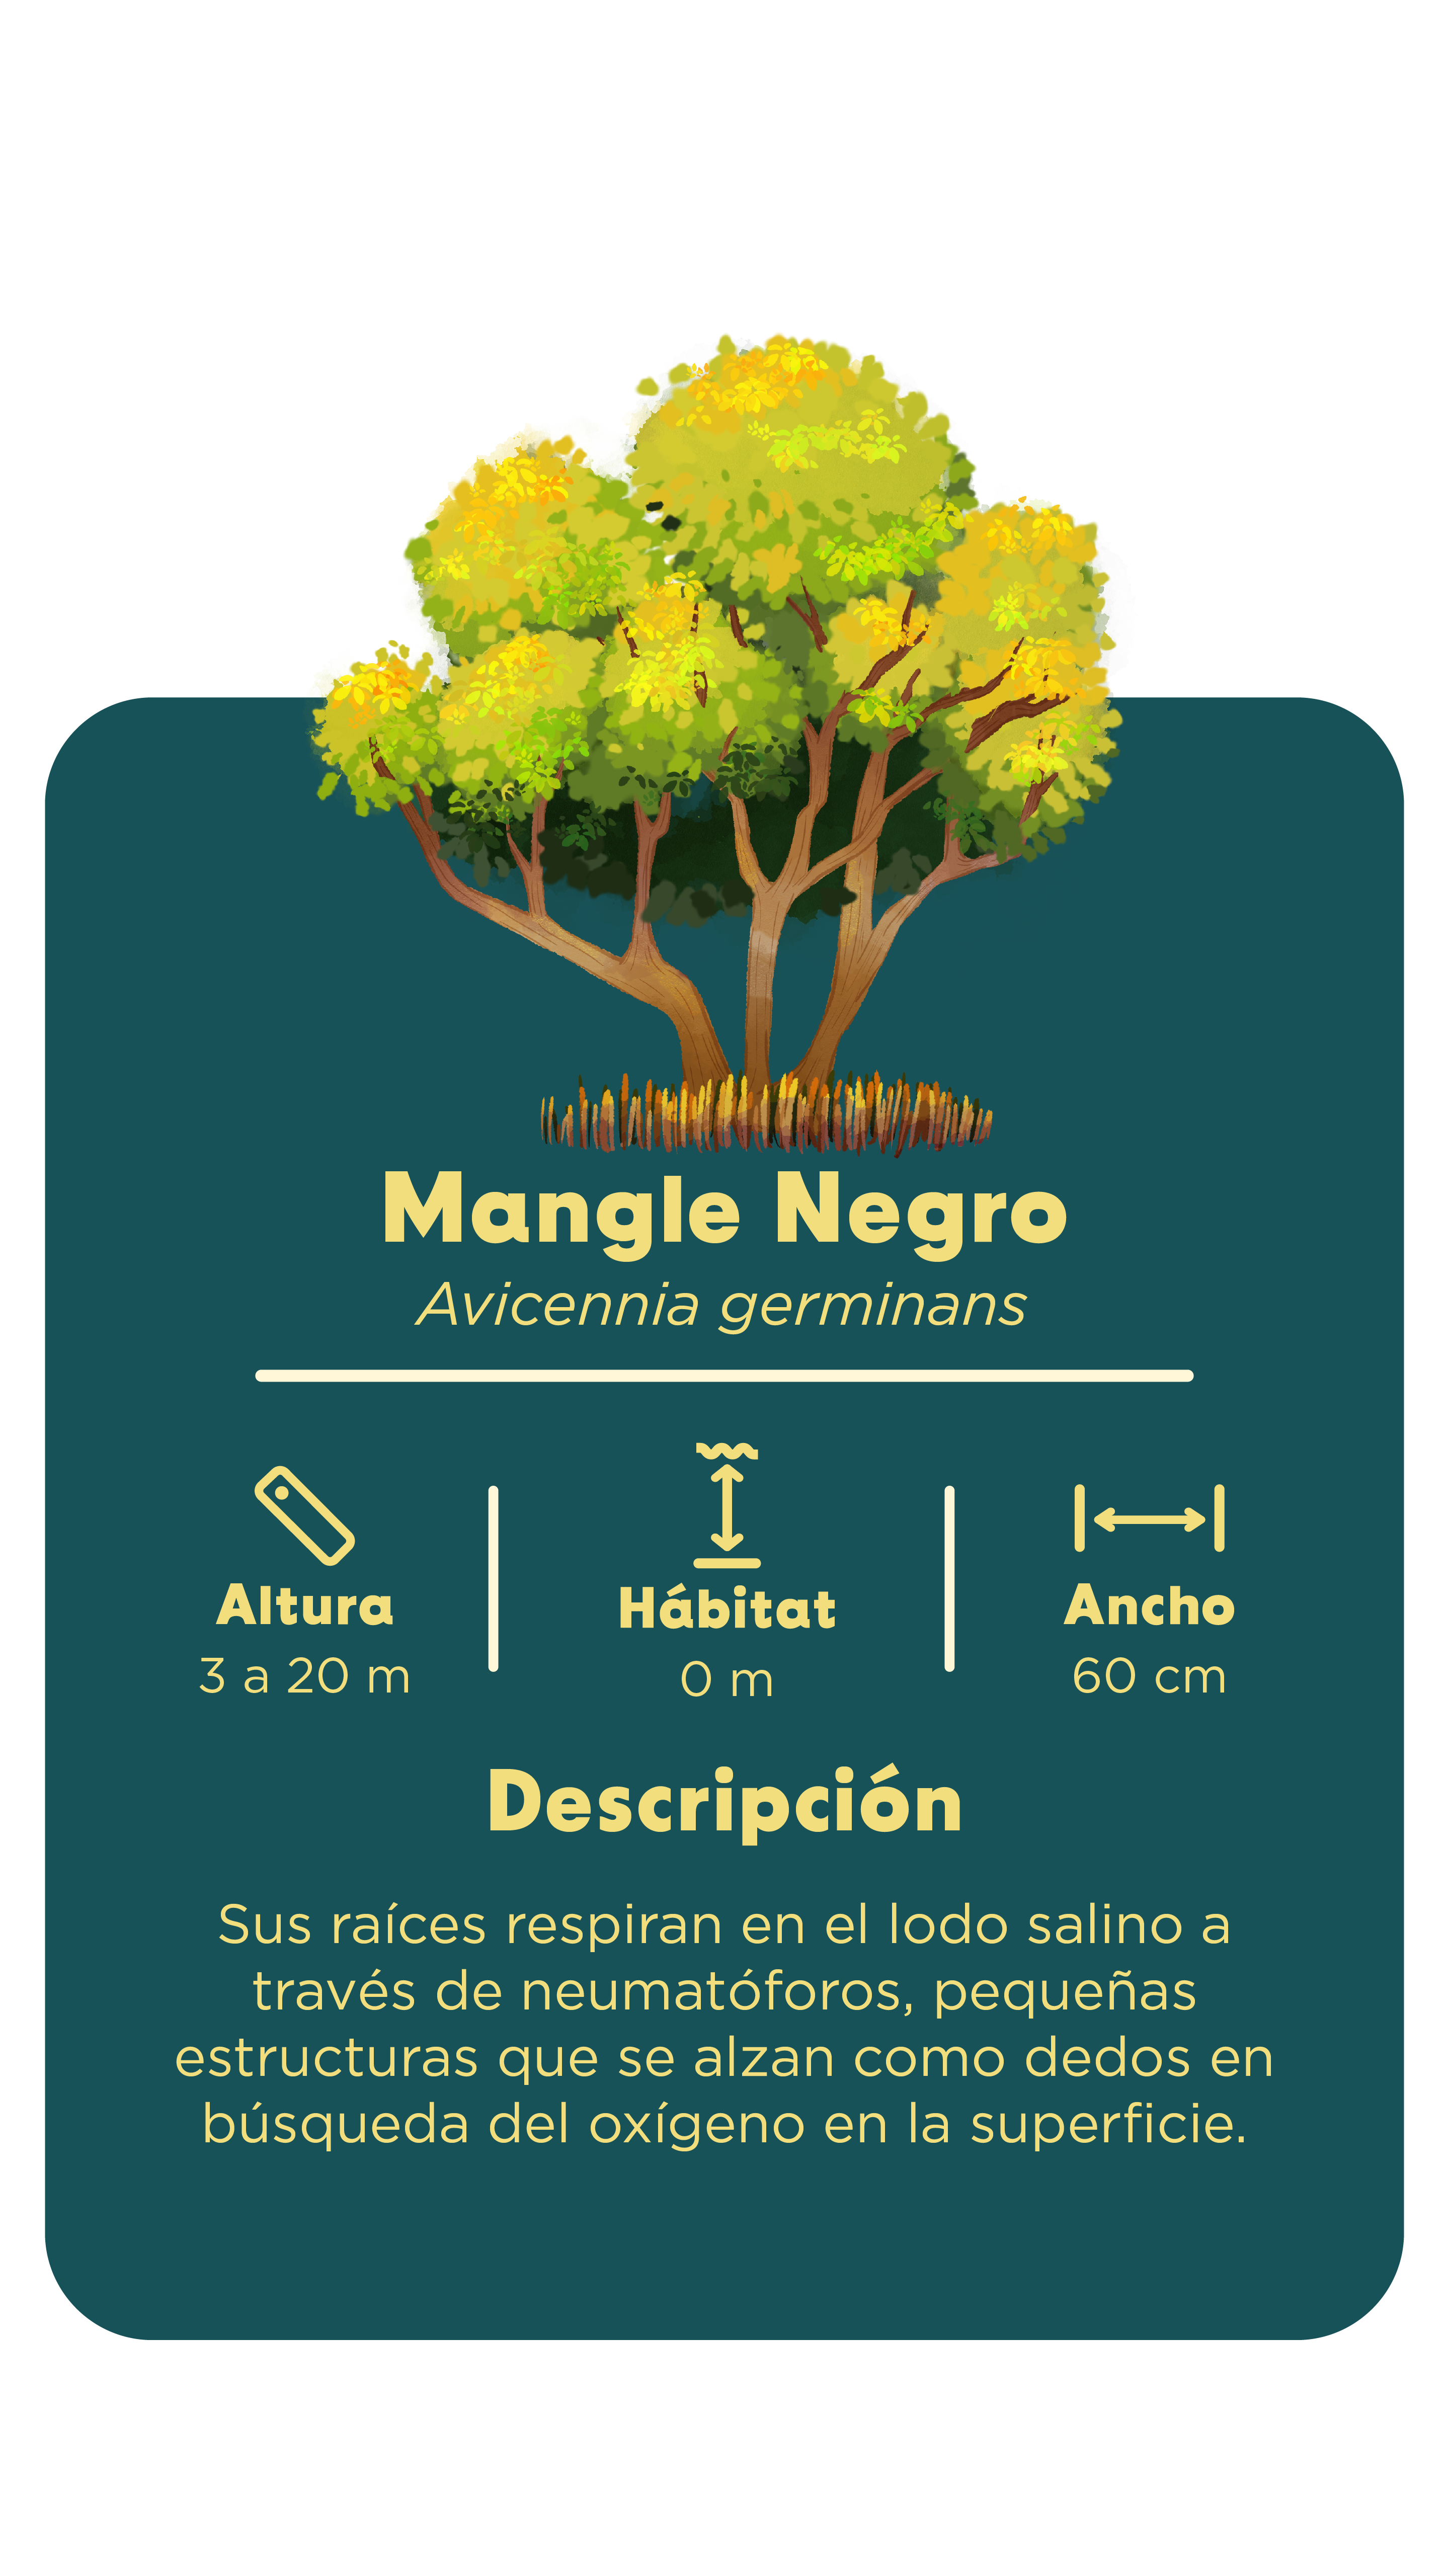 Mangle Negro
Avicennia germinans
Altura
3 a 20 m
Hábitat
0 m
Ancho
60 cm
Descripción
Sus raíces respiran en el lodo salino a
través de neumatóforos, pequeñas
estructuras que se alzan como dedos en
búsqueda del oxígeno en la superficie.